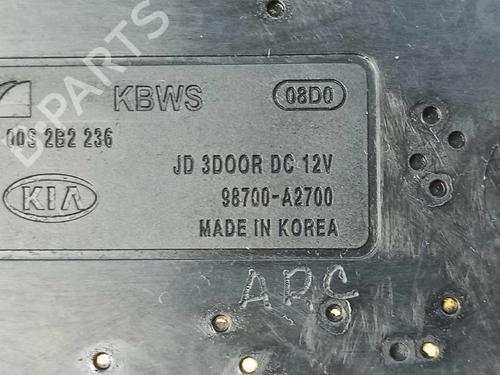 KBWS 08D0
00S 2B2 236
JD 3DOOR DC 12V
KIA 98700-A2700
MADE IN KOREA
APC
B-PARTS